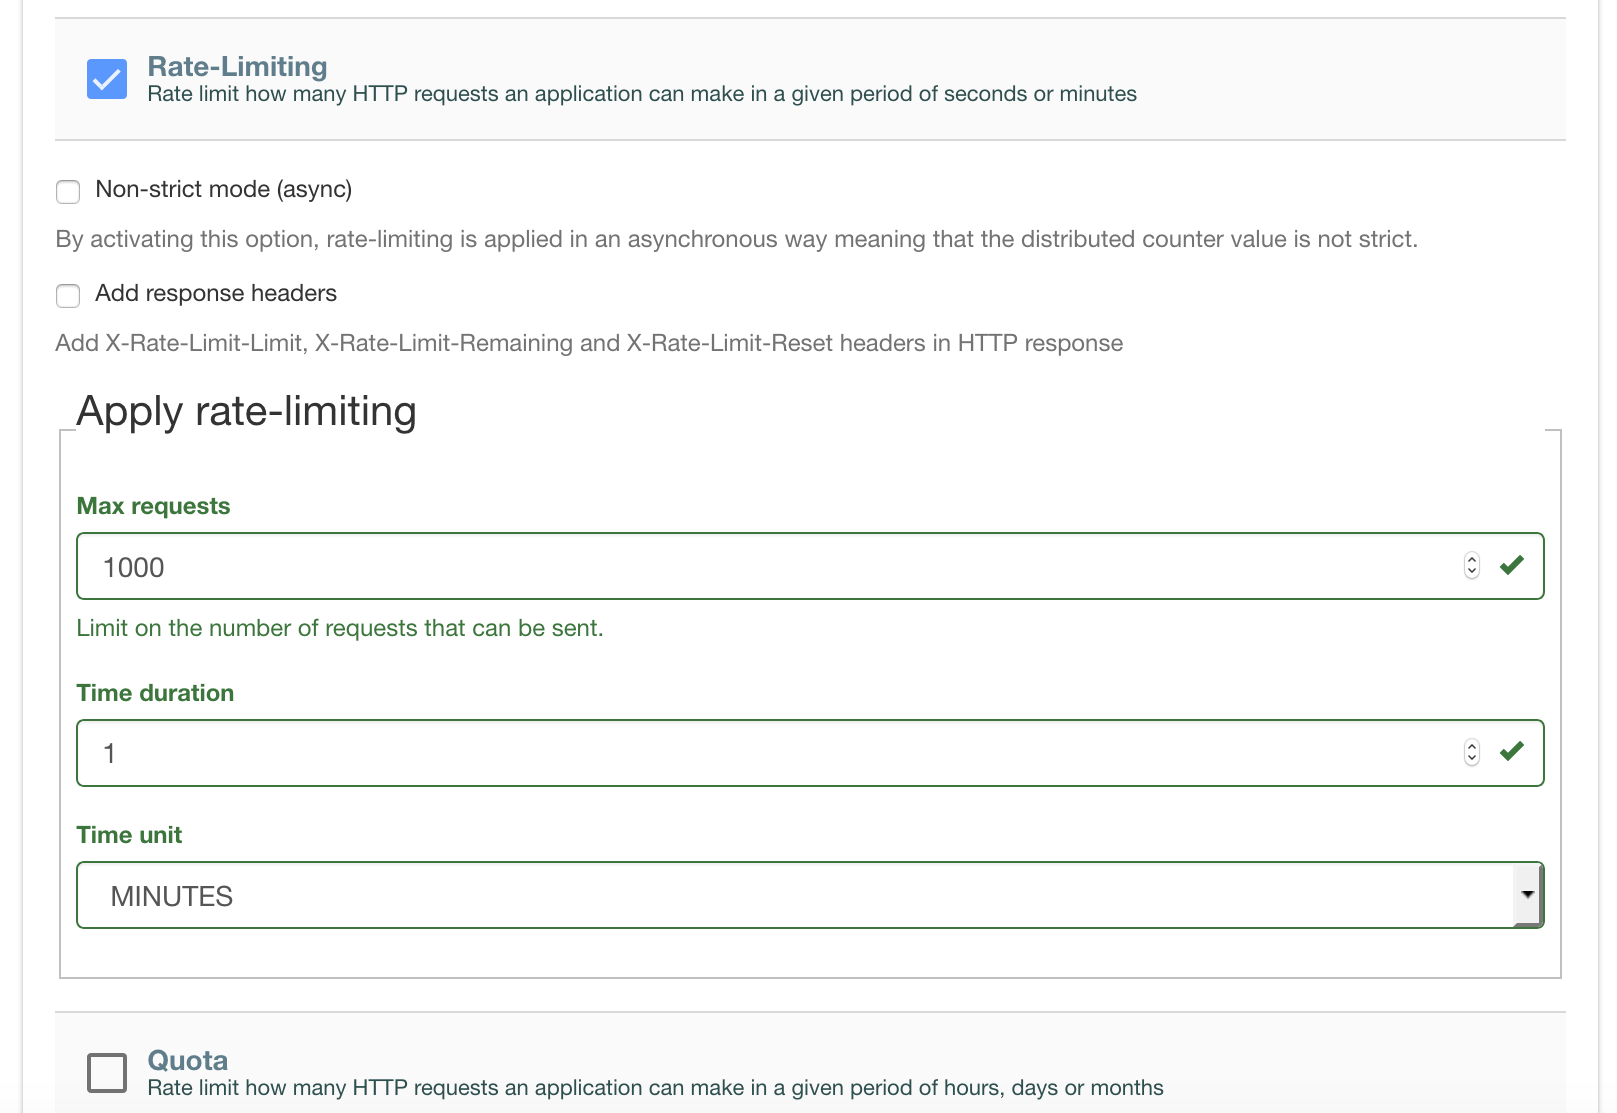 Rate-Limiting
Rate limit how many HTTP requests an application can make in a given period of seconds or minutes
Non-strict mode (async)
By activating this option, rate-limiting is applied in an asynchronous way meaning that the distributed counter value is not strict.
Add response headers
Add X-Rate-Limit-Limit, X-Rate-Limit-Remaining and X-Rate-Limit-Reset headers in HTTP response
Apply rate-limiting
Max requests
1000
Limit on the number of requests that can be sent.
Time duration
1
Time unit
MINUTES
Quota
Rate limit how many HTTP requests an application can make in a given period of hours, days or months